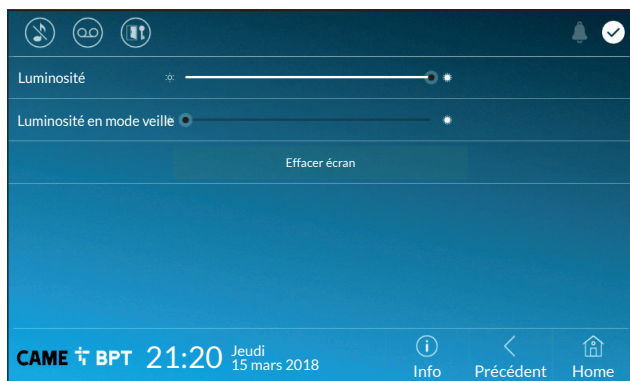 Luminosité
Luminosité en mode veille
Effacer écran
CAME BPT 21:20 Jeudi
15 mars 2018
Info
Précédent
Home